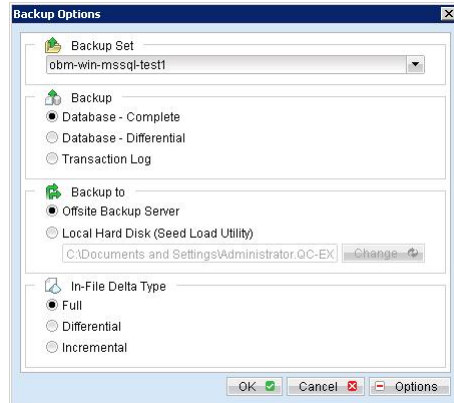 Backup Options
Backup Set
obm-win-mssql-test1
Backup
Database - Complete
Database - Differential
Transaction Log
Backup to
Offsite Backup Server
Local Hard Disk (Seed Load Utility)
C:\Documents and Settings\Administrator.QC-EX
Change
In-File Delta Type
Full
Differential
Incremental
OK Cancel Options